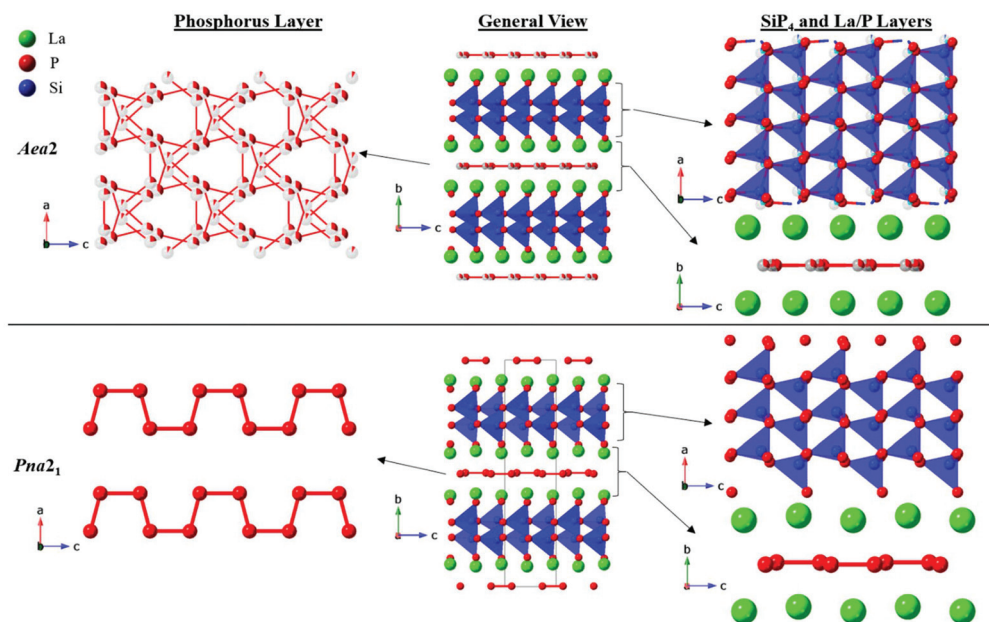 Phosphorus Layer
General View
SiP₄ and La/P Layers
La
P
Si
Aea2
a
b
c
b
a
c
a
b
c
b
a
c
Pna2₁
a
b
c
b
a
c
a
b
c
b
a
c